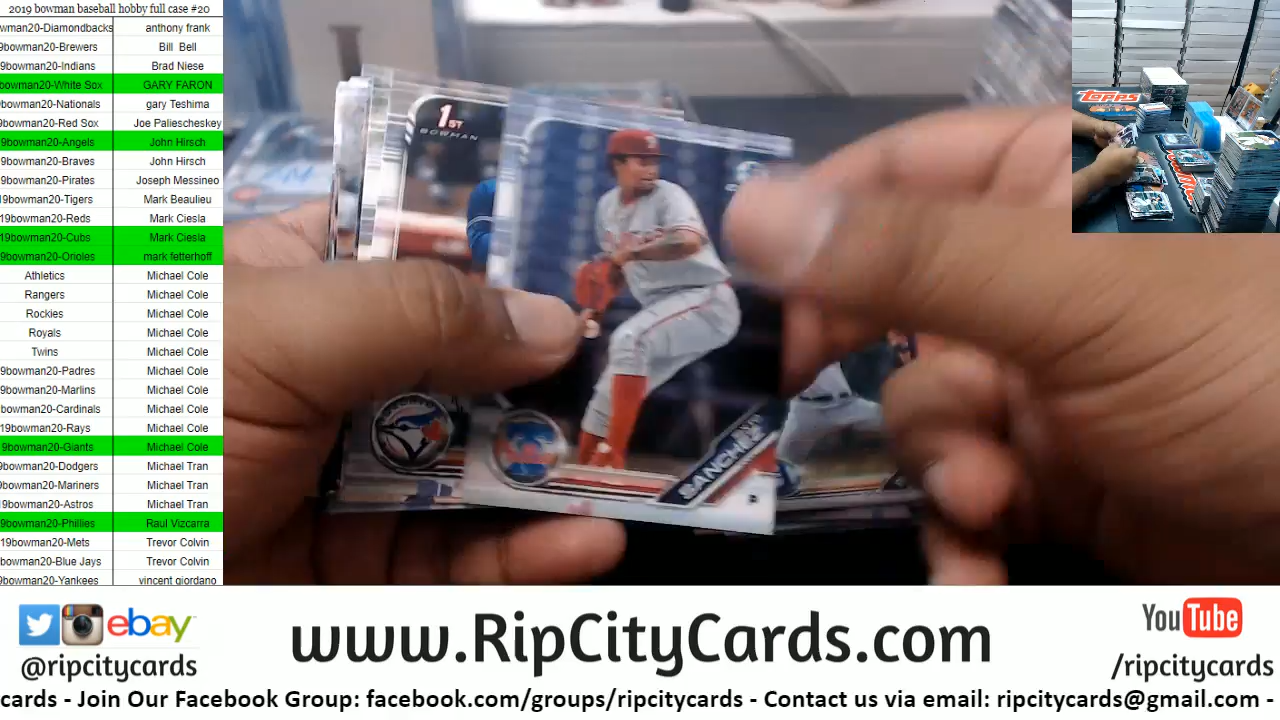 2019 bowman baseball hobby full case #20
wman20-Diamondbacks anthony frank
9bowman20-Brewers Bill Bell
9bowman20-Indians Brad Niese
bowman20-White Sox GARY FARON
9bowman20-Nationals gary Teshima
9bowman20-Red Sox Joe Paliescheskey
9bowman20-Angels John Hirsch
9bowman20-Braves John Hirsch
9bowman20-Pirates Joseph Messineo
19bowman20-Tigers Mark Beaulieu
19bowman20-Reds Mark Ciesla
19bowman20-Cubs Mark Ciesla
9bowman20-Orioles mark fetterhoff
Athletics Michael Cole
Rangers Michael Cole
Rockies Michael Cole
Royals Michael Cole
Twins Michael Cole
9bowman20-Padres Michael Cole
9bowman20-Marlins Michael Cole
bowman20-Cardinals Michael Cole
19bowman20-Rays Michael Cole
9bowman20-Giants Michael Cole
9bowman20-Dodgers Michael Tran
9bowman20-Mariners Michael Tran
19bowman20-Astros Michael Tran
9bowman20-Phillies Raul Vizcarra
19bowman20-Mets Trevor Colvin
bowman20-Blue Jays Trevor Colvin
9bowman20-Yankees vincent giordano
1ST
BOWMAN
SANCHEZ
P
TOPPS
ebay
@ripcitycards
www.RipCityCards.com
YouTube
/ripcitycards
cards - Join Our Facebook Group: facebook.com/groups/ripcitycards - Contact us via email: ripcitycards@gmail.com -